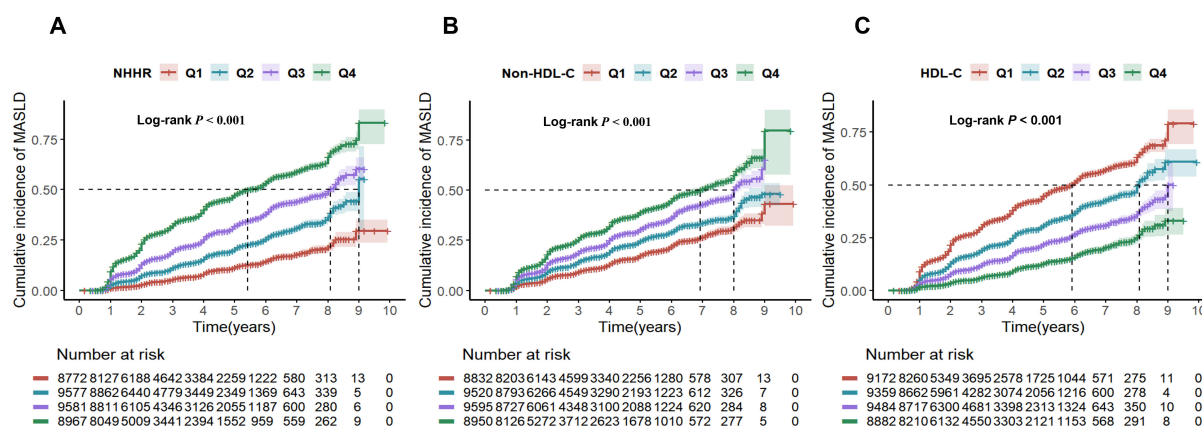 A
NHHR Q1 Q2 Q3 Q4
Cumulative incidence of MASLD
Log-rank P < 0.001
0.75
0.50
0.25
0.00
0 1 2 3 4 5 6 7 8 9 10
Time(years)
Number at risk
8772 8127 6188 4642 3384 2259 1222 580 313 13 0
9577 8862 6440 4779 3449 2349 1369 643 339 5 0
9581 8811 6105 4346 3126 2055 1187 600 280 6 0
8967 8049 5009 3441 2394 1552 959 559 262 9 0
B
Non-HDL-C Q1 Q2 Q3 Q4
Cumulative incidence of MASLD
Log-rank P < 0.001
0.75
0.50
0.25
0.00
0 1 2 3 4 5 6 7 8 9 10
Time(years)
Number at risk
8832 8203 6143 4599 3340 2256 1280 578 307 13 0
9520 8793 6266 4549 3290 2193 1223 612 326 7 0
9595 8727 6061 4348 3100 2088 1224 620 284 8 0
8950 8126 5272 3712 2623 1678 1010 572 277 5 0
C
HDL-C Q1 Q2 Q3 Q4
Cumulative incidence of MASLD
Log-rank P < 0.001
0.75
0.50
0.25
0.00
0 1 2 3 4 5 6 7 8 9 10
Time(years)
Number at risk
9172 8260 5349 3695 2578 1725 1044 571 275 11 0
9359 8662 5961 4282 3074 2056 1216 600 278 4 0
9484 8717 6300 4681 3398 2313 1324 643 350 10 0
8882 8210 6132 4550 3303 2121 1153 568 291 8 0